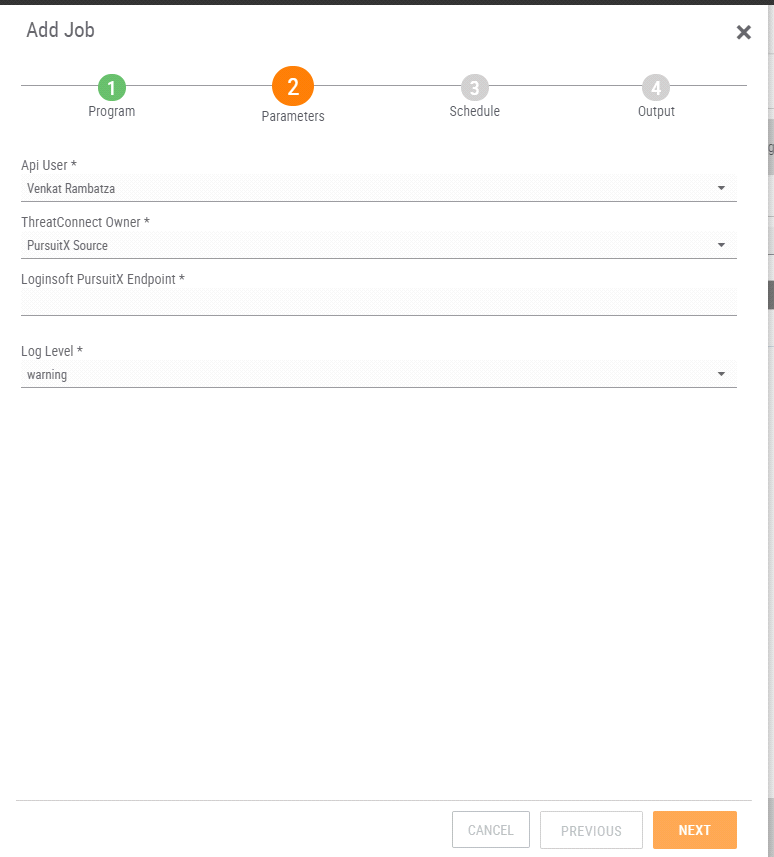 Add Job
1
2
3
4
Program
Parameters
Schedule
Output
Api User *
Venkat Rambatza
ThreatConnect Owner *
PursuitX Source
Loginsoft PursuitX Endpoint *
Log Level *
warning
CANCEL
PREVIOUS
NEXT